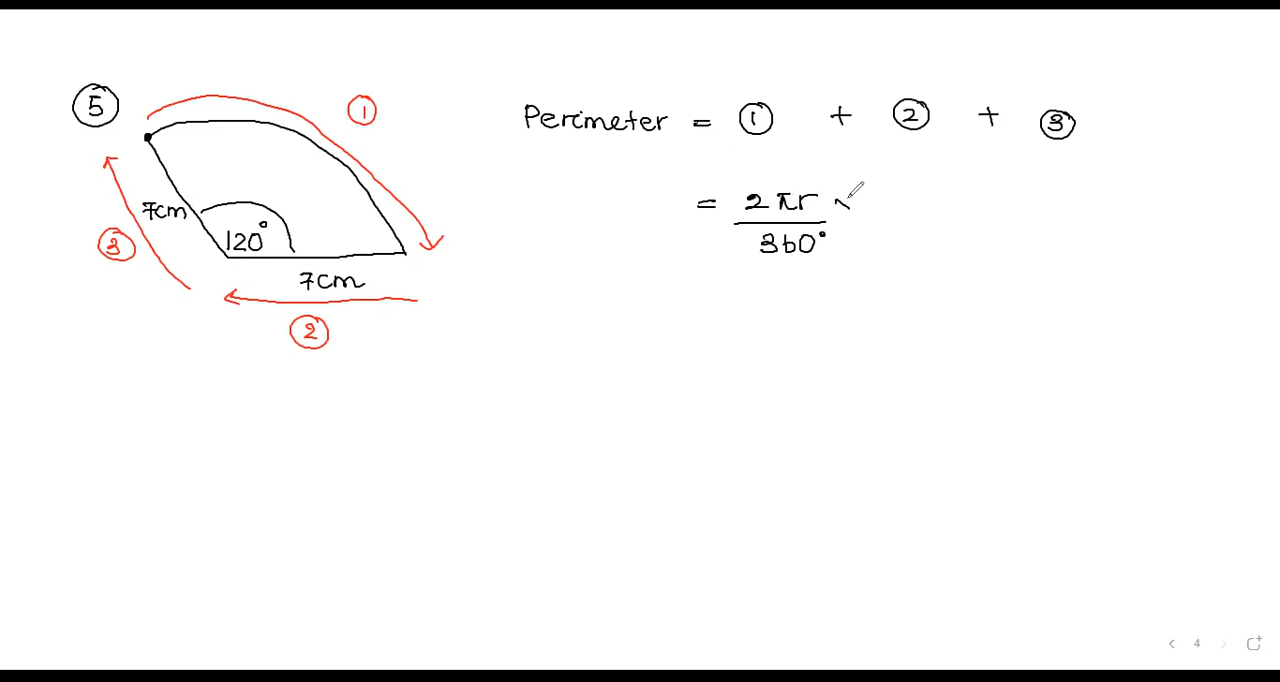 ⑤
①
Perimeter = ① + ② + ③
= 2πr ×
360°
7cm
120°
③
7cm
②
4